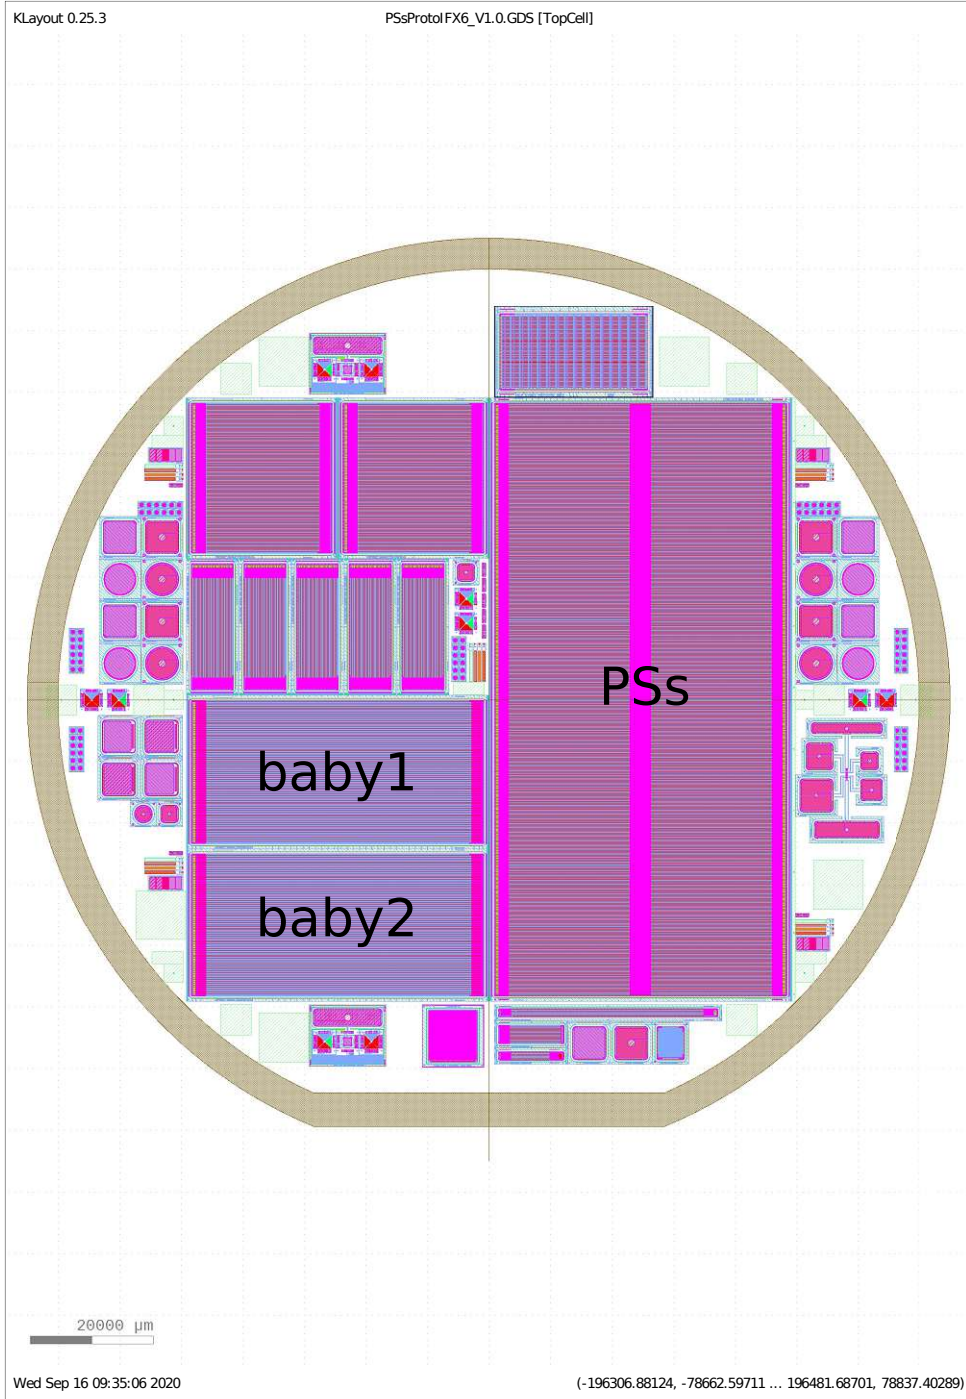 KLayout 0.25.3
PSsProtoIFX6_V1.0.GDS [TopCell]
PSs
baby1
baby2
20000 µm
Wed Sep 16 09:35:06 2020
(-196306.88124, -78662.59711 ... 196481.68701, 78837.40289)